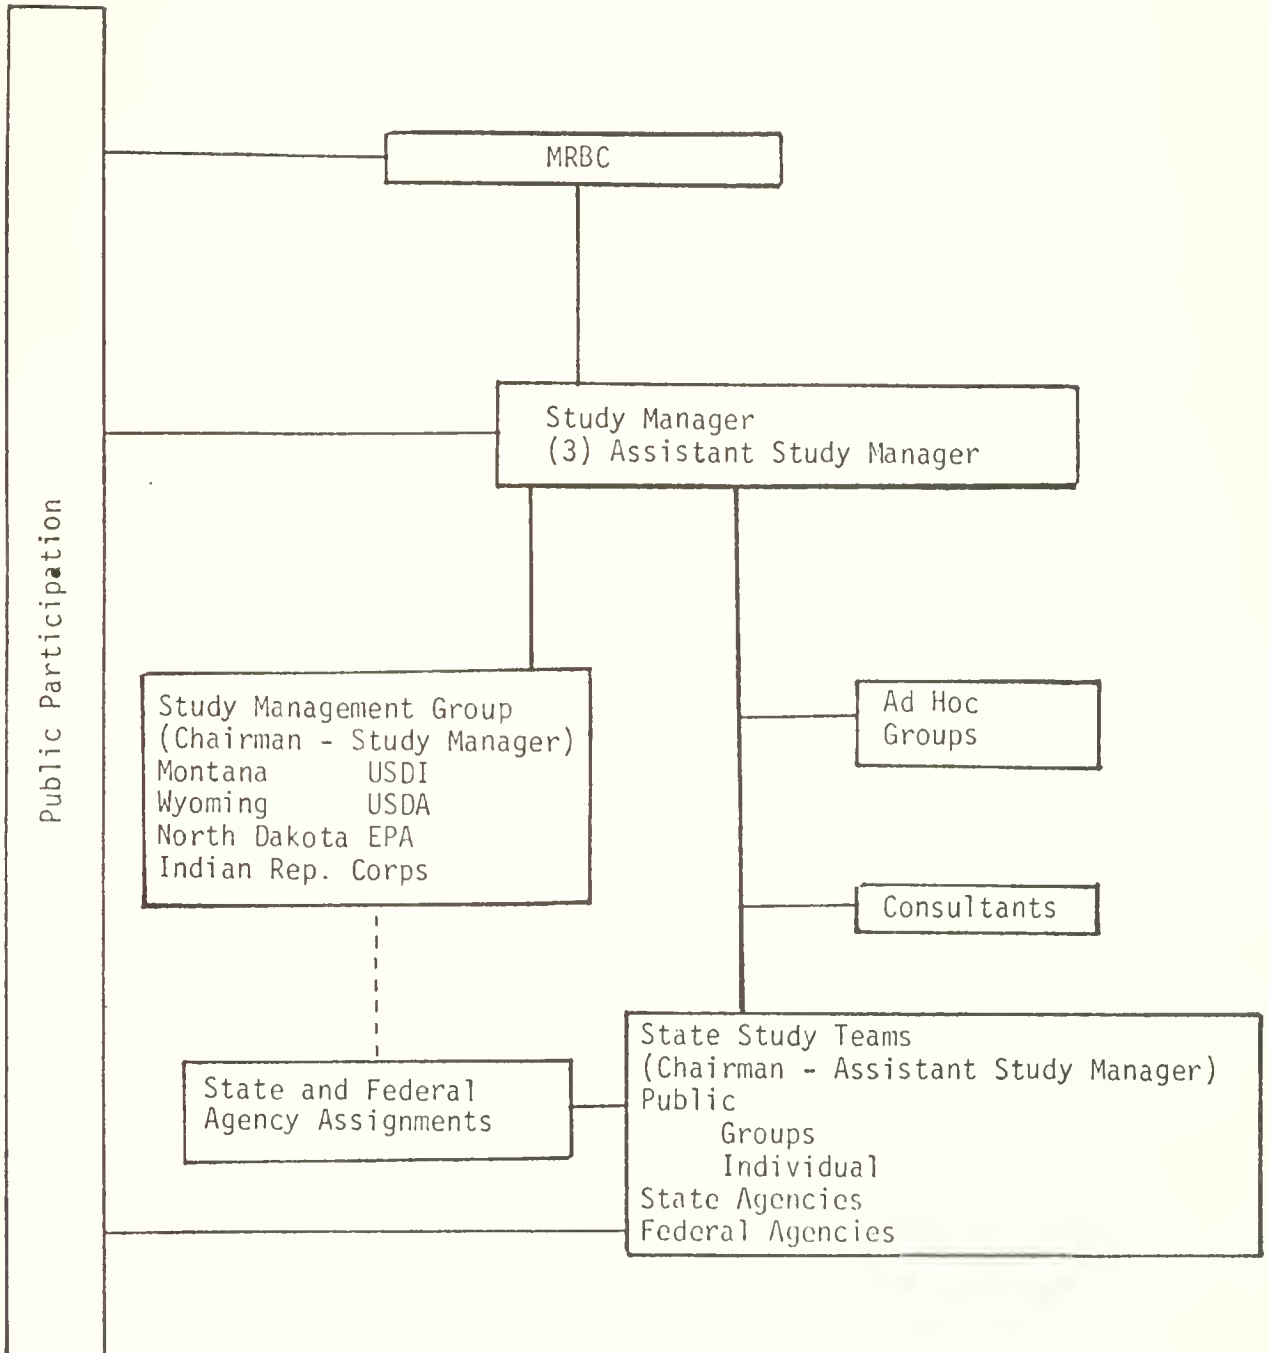 Public Participation
MRBC
Study Manager
(3) Assistant Study Manager
Study Management Group
(Chairman - Study Manager)
Montana USDI
Wyoming USDA
North Dakota EPA
Indian Rep. Corps
Ad Hoc
Groups
Consultants
State and Federal
Agency Assignments
State Study Teams
(Chairman - Assistant Study Manager)
Public
Groups
Individual
State Agencies
Federal Agencies